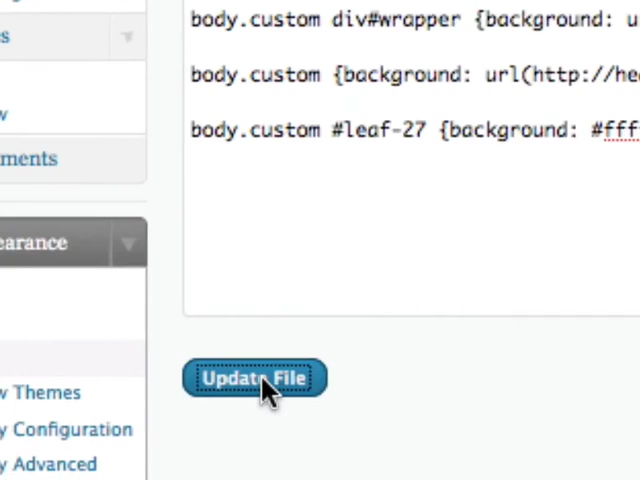 s
w
ments
earance
w Themes
y Configuration
y Advanced
body.custom div#wrapper {background: u
body.custom {background: url(http://he
body.custom #leaf-27 {background: #fff
Update File